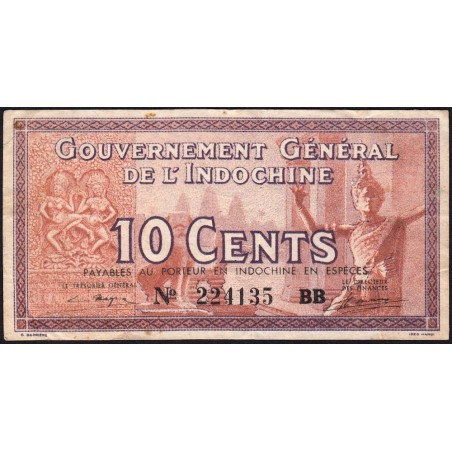 GOUVERNEMENT GÉNÉRAL
DE L'INDOCHINE
10 CENTS
PAYABLES AU PORTEUR EN INDOCHINE EN ESPÈCES
LE TRÉSORIER GÉNÉRAL
LE DIRECTEUR
DES FINANCES
No 224135 BB